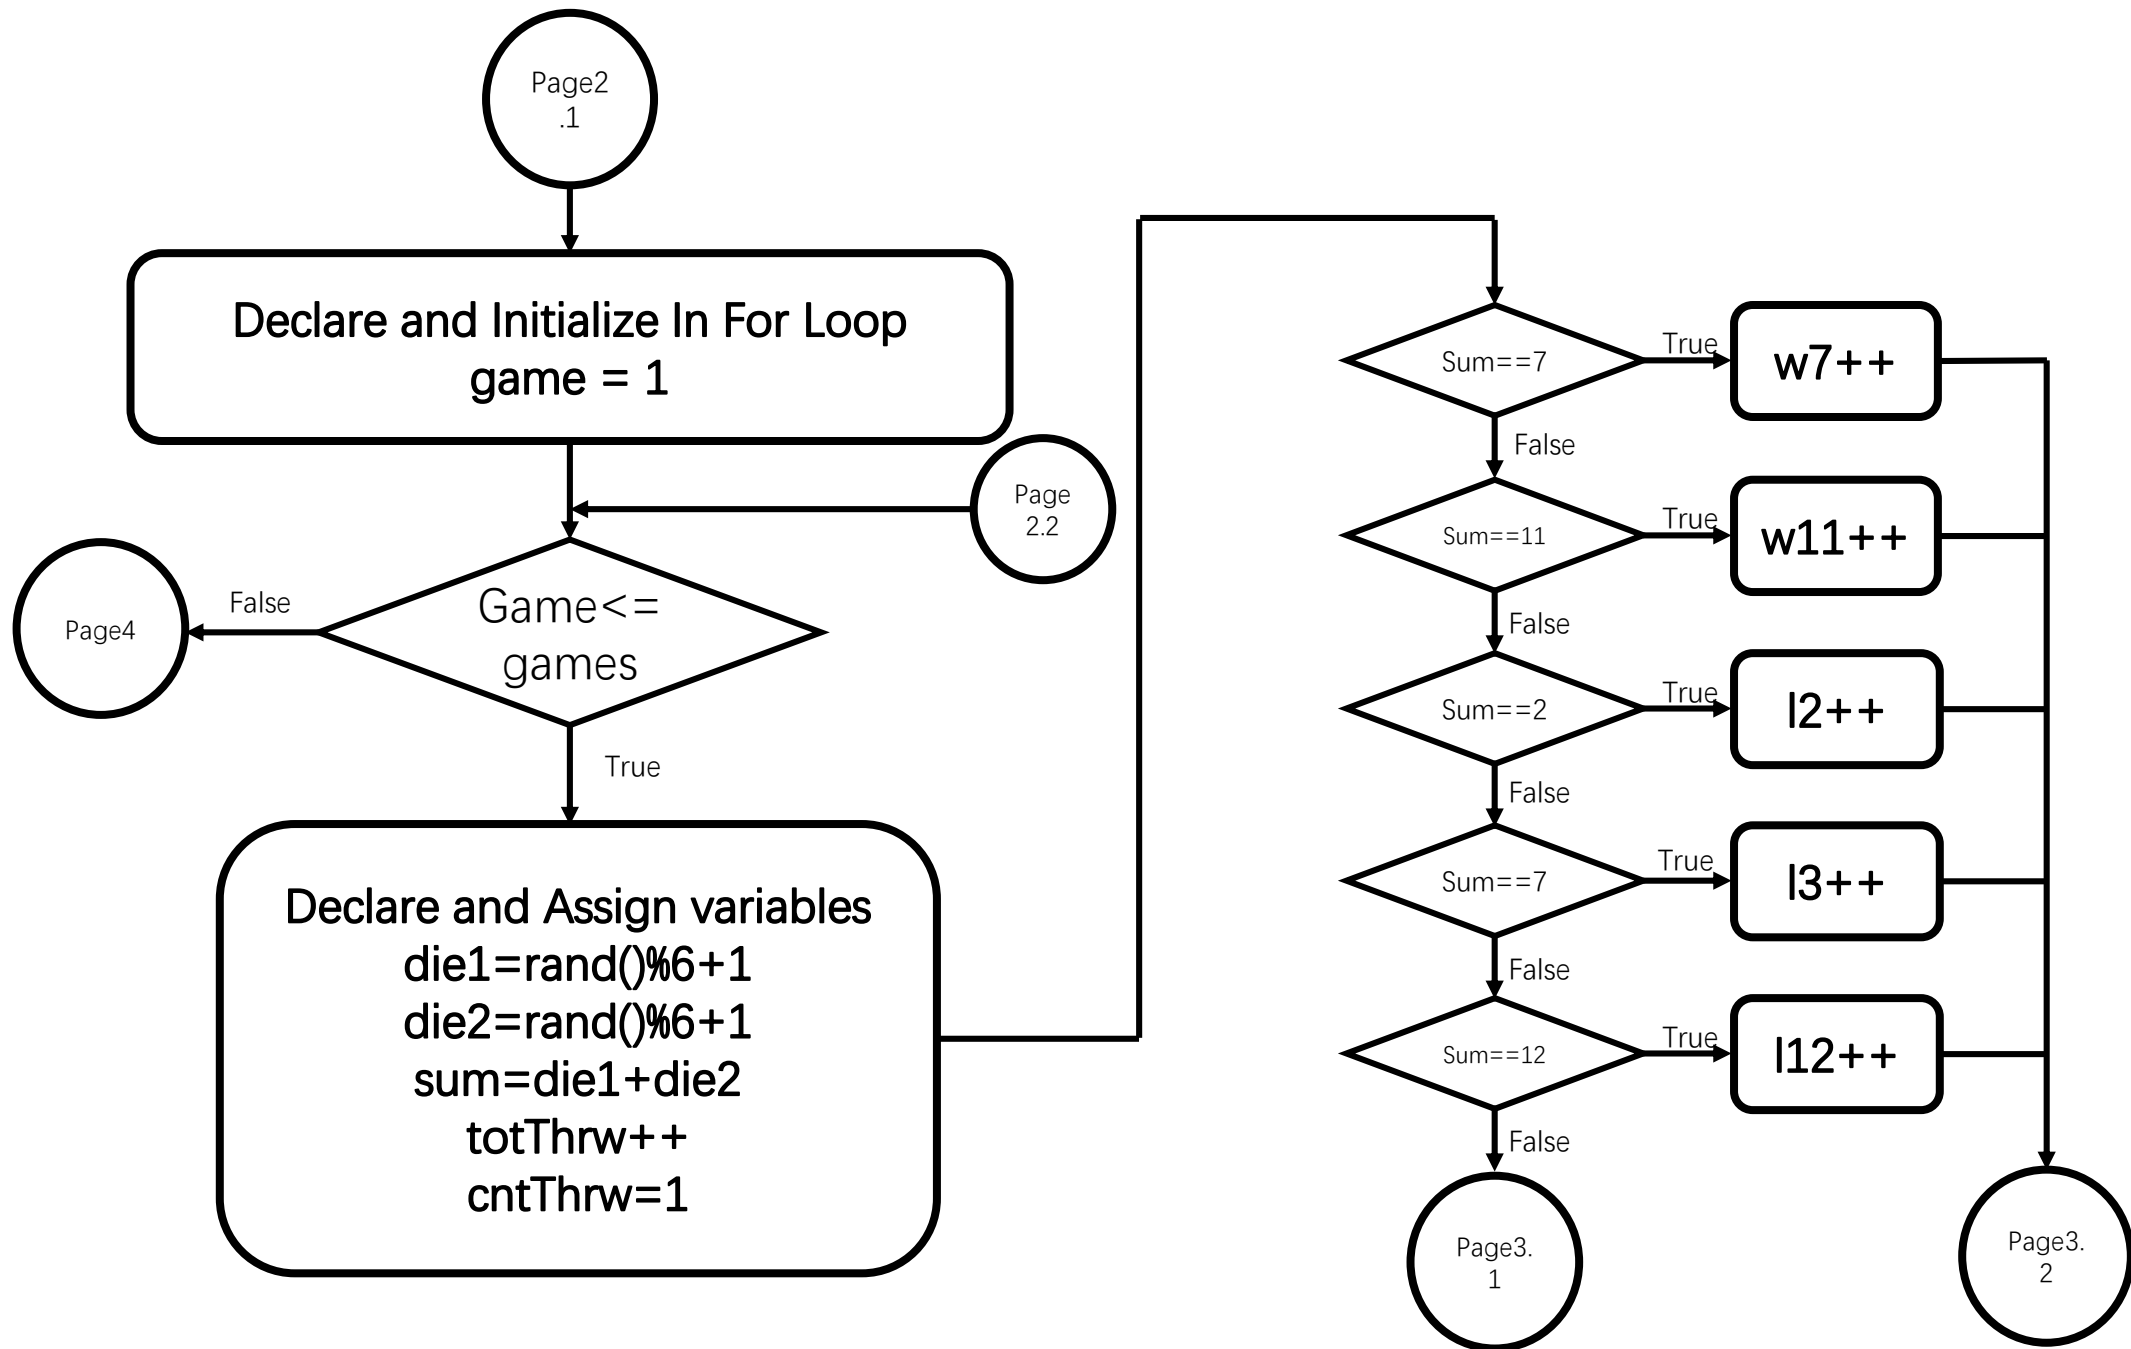 Page2
.1
Declare and Initialize In For Loop
game = 1
Page
2.2
Game<=
games
False
Page4
True
Declare and Assign variables
die1=rand()%6+1
die2=rand()%6+1
sum=die1+die2
totThrw++
cntThrw=1
Sum==7
True
w7++
False
Sum==11
True
w11++
False
Sum==2
True
l2++
False
Sum==7
True
l3++
False
Sum==12
True
l12++
False
Page3.
1
Page3.
2